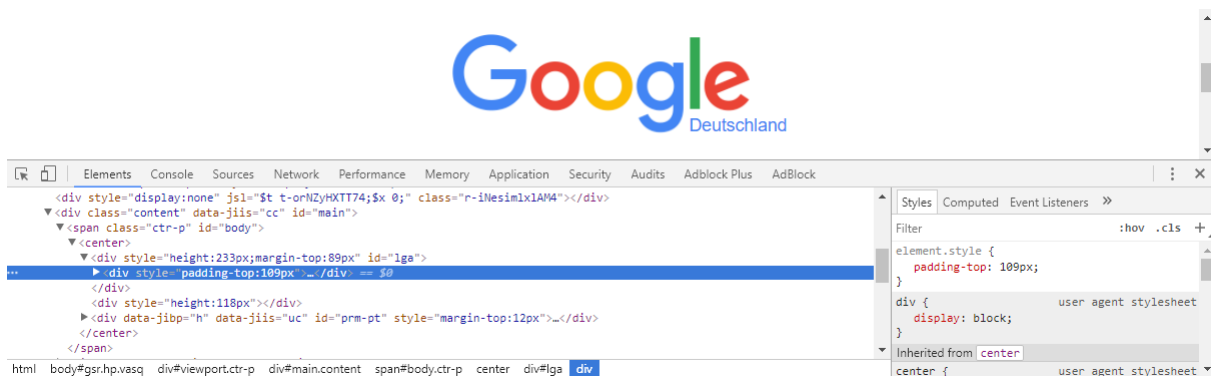 Google
Deutschland
Elements Console Sources Network Performance Memory Application Security Audits Adblock Plus AdBlock
<div style="display:none" jsl="$t t-orNZyHXTT74;$x 0;" class="r-iNesimlxlAM4"></div>
▼<div class="content" data-jiis="cc" id="main">
▼<span class="ctr-p" id="body">
▼<center>
▼<div style="height:233px;margin-top:89px" id="lga">
… ▶<div style="padding-top:109px">…</div> == $0
</div>
<div style="height:118px"></div>
▶<div data-jibp="h" data-jiis="uc" id="prm-pt" style="margin-top:12px">…</div>
</center>
</span>
html body#gsr.hp.vasq div#viewport.ctr-p div#main.content span#body.ctr-p center div#lga div
Styles Computed Event Listeners »
Filter :hov .cls +
element.style {
padding-top: 109px;
}
div { user agent stylesheet
display: block;
}
Inherited from center
center { user agent stylesheet